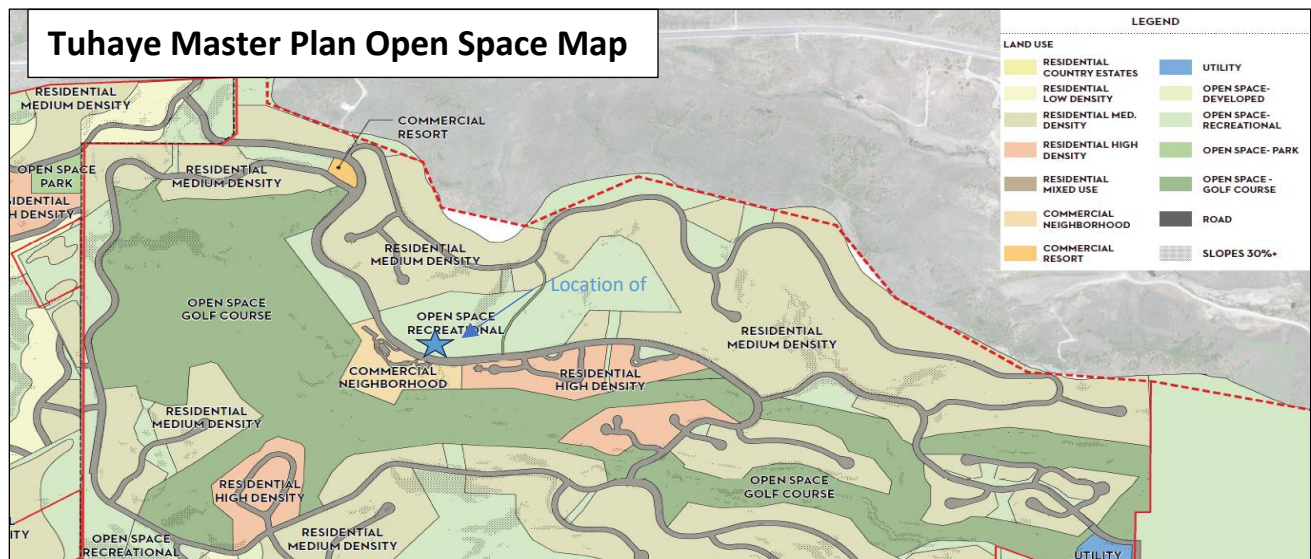 Tuhaye Master Plan Open Space Map
LEGEND
LAND USE
RESIDENTIAL
COUNTRY ESTATES
RESIDENTIAL
LOW DENSITY
RESIDENTIAL MED.
DENSITY
RESIDENTIAL HIGH
DENSITY
RESIDENTIAL
MIXED USE
COMMERCIAL
NEIGHBORHOOD
COMMERCIAL
RESORT
UTILITY
OPEN SPACE-
DEVELOPED
OPEN SPACE-
RECREATIONAL
OPEN SPACE- PARK
OPEN SPACE -
GOLF COURSE
ROAD
SLOPES 30%+
RESIDENTIAL
MEDIUM DENSITY
COMMERCIAL
RESORT
OPEN SPACE
PARK
RESIDENTIAL
MEDIUM DENSITY
SIDENTIAL
H DENSITY
RESIDENTIAL
MEDIUM DENSITY
Location of
OPEN SPACE
GOLF COURSE
OPEN SPACE
RECREATIONAL
RESIDENTIAL
MEDIUM DENSITY
COMMERCIAL
NEIGHBORHOOD
RESIDENTIAL
HIGH DENSITY
RESIDENTIAL
MEDIUM DENSITY
RESIDENTIAL
HIGH DENSITY
OPEN SPACE
GOLF COURSE
RESIDENTIAL
MEDIUM DENSITY
OPEN SPACE
RECREATIONAL
ITY
UTILITY